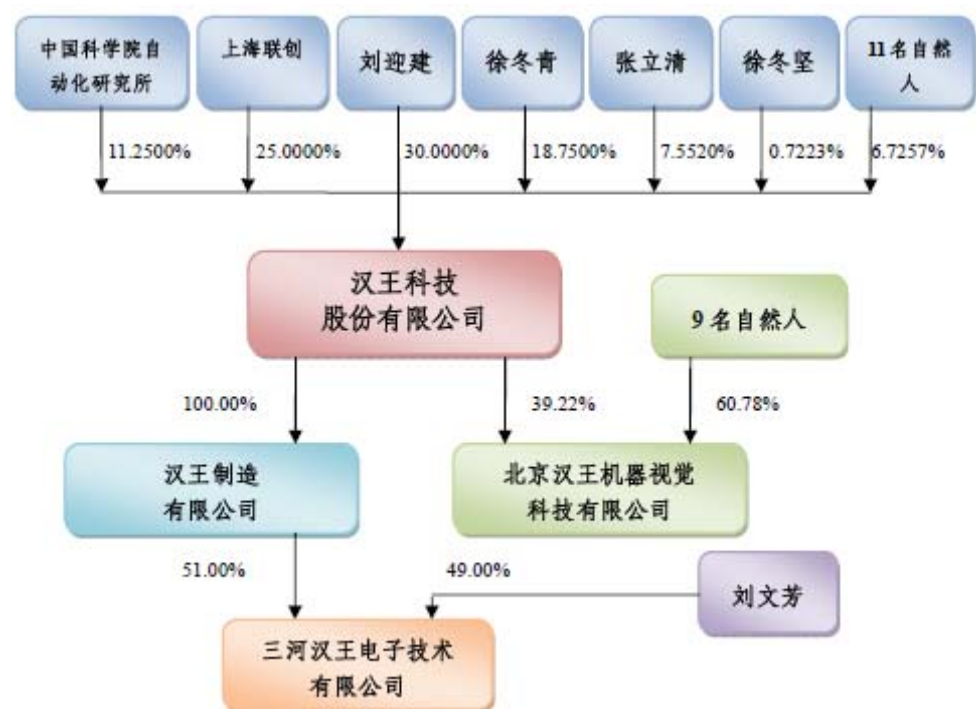 中国科学院自
动化研究所
上海联创
刘迎建
徐冬青
张立清
徐冬坚
11名自然
人
11.2500%
25.0000%
30.0000%
18.7500%
7.5520%
0.7223%
6.7257%
汉王科技
股份有限公司
9名自然人
100.00%
39.22%
60.78%
汉王制造
有限公司
北京汉王机器视觉
科技有限公司
51.00%
49.00%
刘文芳
三河汉王电子技术
有限公司